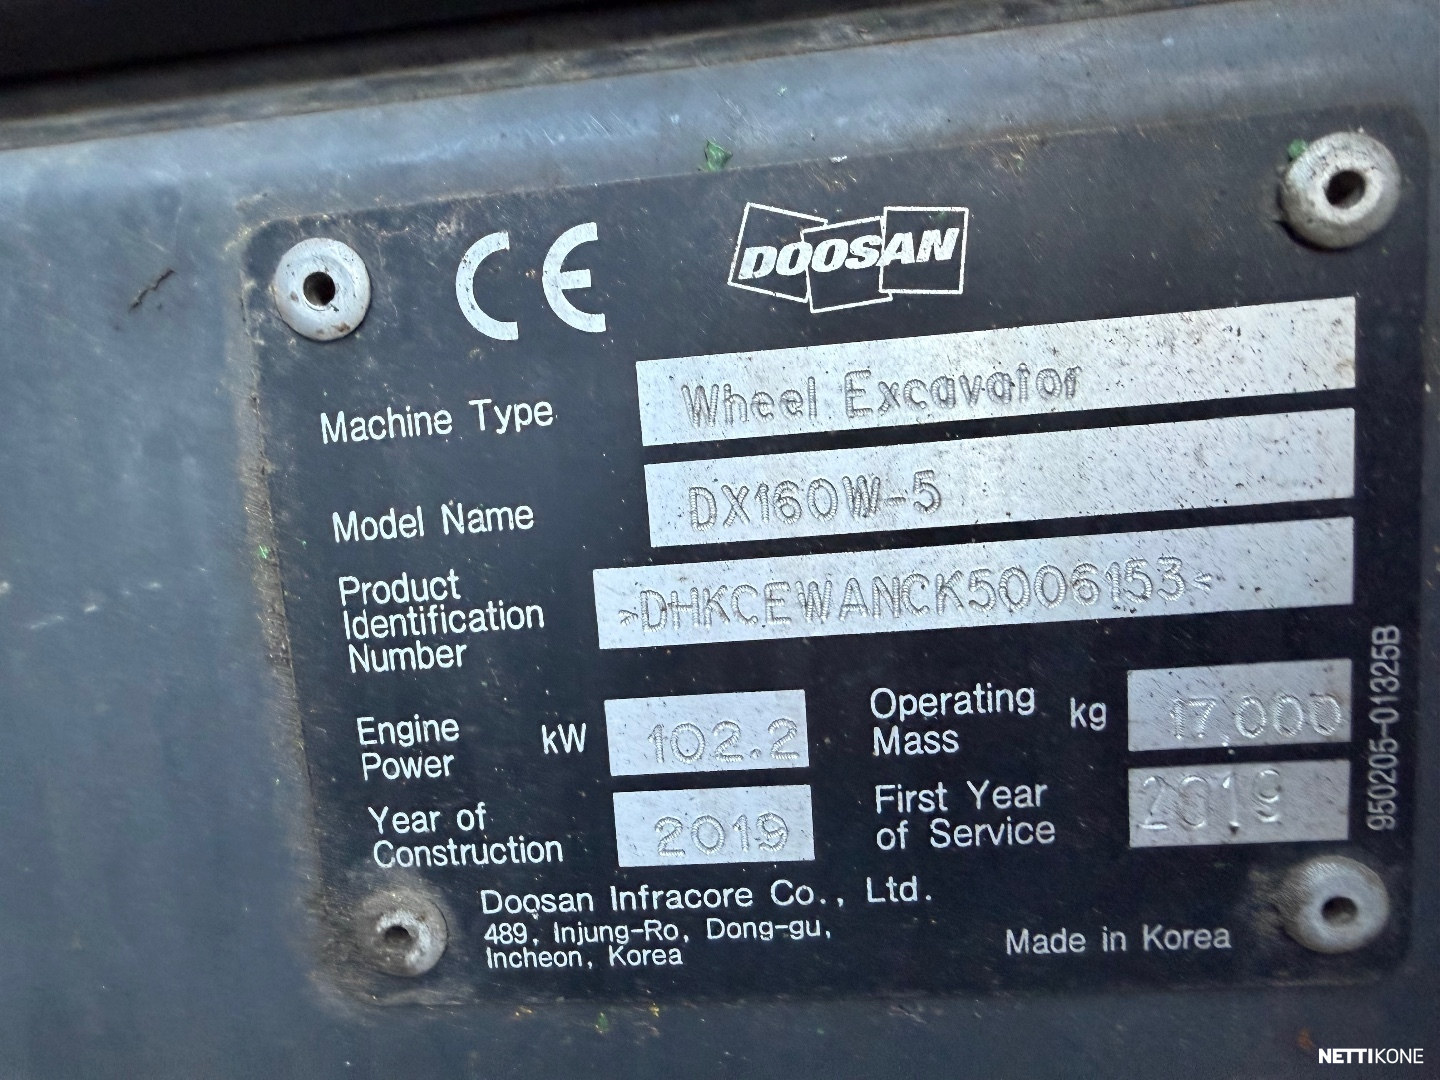 CE
DOOSAN
Machine Type Wheel Excavator
Model Name DX160W-5
Product
Identification
Number
>DHKCEWANCK5006153<
Engine
Power
kW 102.2
Operating
Mass
kg 17,000
Year of
Construction
2019
First Year
of Service
2019
Doosan Infracore Co., Ltd.
489, Injung-Ro, Dong-gu,
Incheon, Korea
Made in Korea
950205-01325B
NETTIKONE